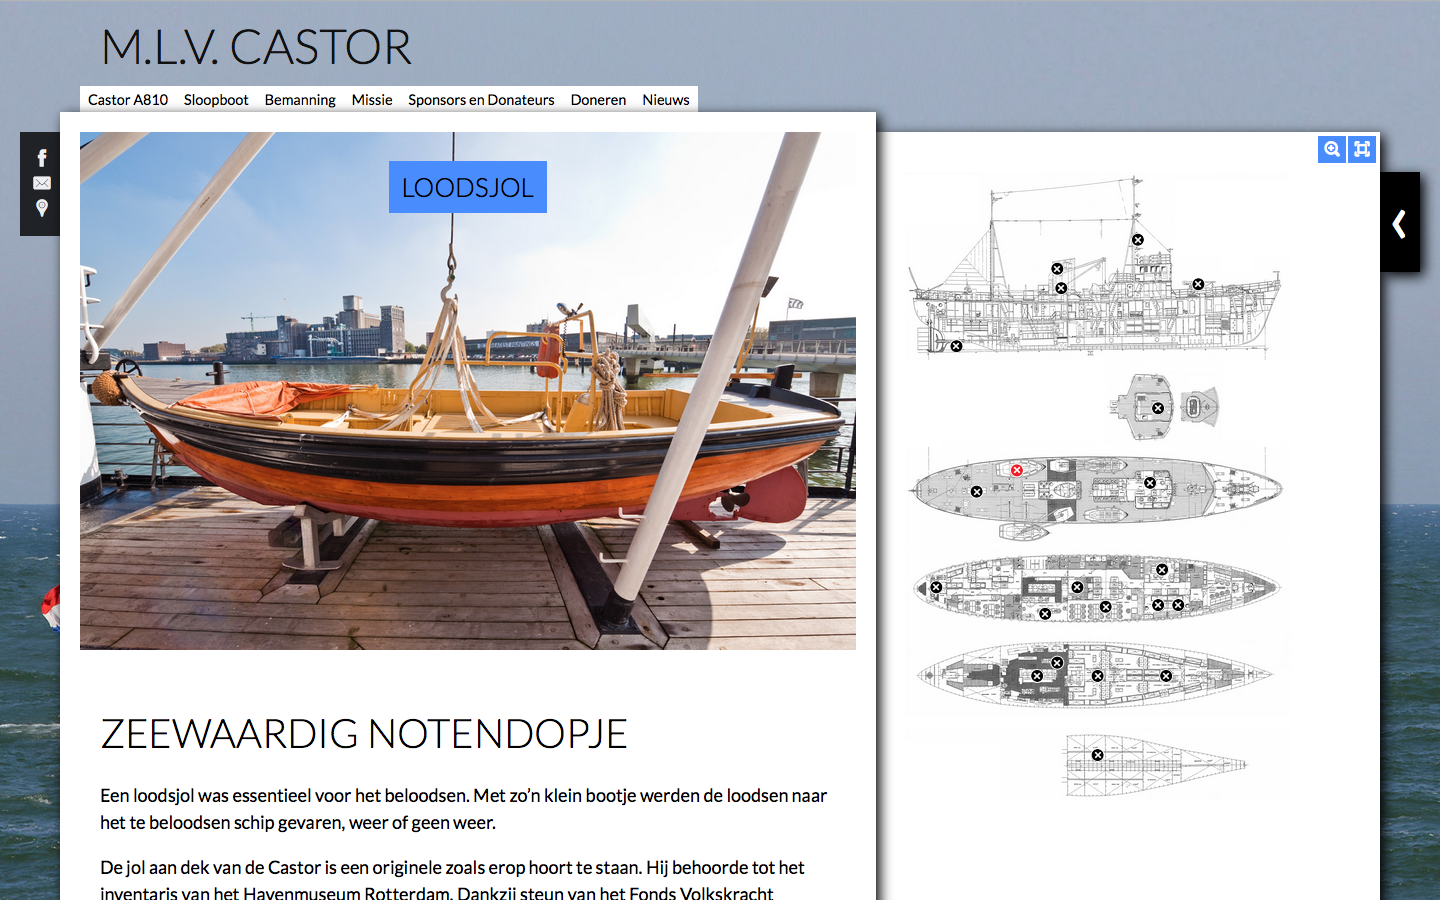 M.L.V. CASTOR
Castor A810 Sloopboot Bemanning Missie Sponsors en Donateurs Doneren Nieuws
LOODSJOL
ZEEWAARDIG NOTENDOPJE
Een loodsjol was essentieel voor het beloodsen. Met zo’n klein bootje werden de loodsen naar
het te beloodsen schip gevaren, weer of geen weer.
De jol aan dek van de Castor is een originele zoals erop hoort te staan. Hij behoorde tot het
inventaris van het Havenmuseum Rotterdam. Dankzij steun van het Fonds Volkskracht